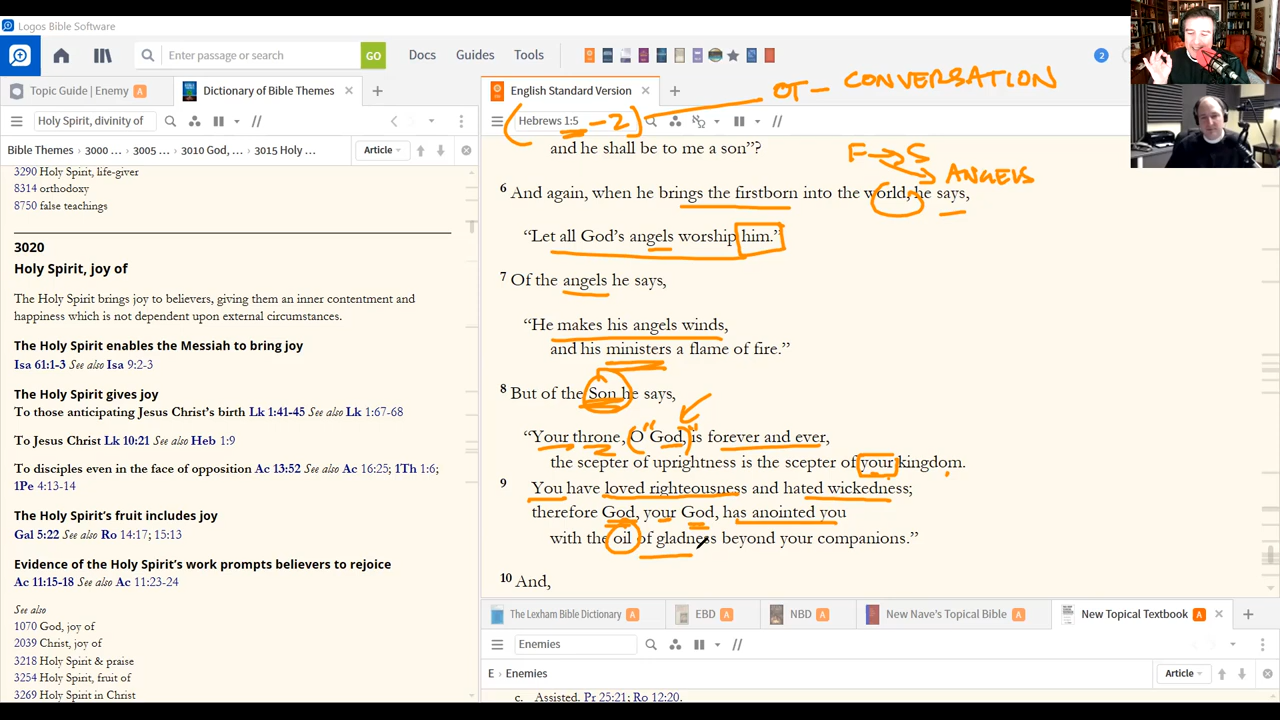 Logos Bible Software
Enter passage or search
GO
Docs
Guides
Tools
2
Topic Guide | Enemy A
Dictionary of Bible Themes
Holy Spirit, divinity of
Bible Themes > 3000 ... > 3010 God, ... > 3015 Holy ...
Article
3290 Holy Spirit, life-giver
8314 orthodoxy
8750 false teachings
3020
Holy Spirit, joy of
The Holy Spirit brings joy to believers, giving them an inner contentment and
happiness which is not dependent upon external circumstances.
The Holy Spirit enables the Messiah to bring joy
Isa 61:1-3 See also Isa 9:2-3
The Holy Spirit gives joy
To those anticipating Jesus Christ's birth Lk 1:41-45 See also Lk 1:67-68
To Jesus Christ Lk 10:21 See also Heb 1:9
To disciples even in the face of opposition Ac 13:52 See also Ac 16:25; 1Th 1:6;
1Pe 4:13-14
The Holy Spirit's fruit includes joy
Gal 5:22 See also Ro 14:17; 15:13
Evidence of the Holy Spirit's work prompts believers to rejoice
Ac 11:15-18 See also Ac 11:23-24
See also
1070 God, joy of
2039 Christ, joy of
3218 Holy Spirit & praise
3254 Holy Spirit, fruit of
3269 Holy Spirit in Christ
English Standard Version
OT - CONVERSATION
Hebrews 1:5 -2
and he shall be to me a son"?
F → S
ANGELS
6 And again, when he brings the firstborn into the world, he says,
"Let all God's angels worship him."
7 Of the angels he says,
"He makes his angels winds,
and his ministers a flame of fire."
8 But of the Son he says,
"Your throne, O God, is forever and ever,
the scepter of uprightness is the scepter of your kingdom.
9 You have loved righteousness and hated wickedness;
therefore God, your God, has anointed you
with the oil of gladness beyond your companions."
10 And,
The Lexham Bible Dictionary A
EBD A
NBD A
New Nave's Topical Bible A
New Topical Textbook A
Enemies
E > Enemies
Article
c. Assisted. Pr 25:21; Ro 12:20.